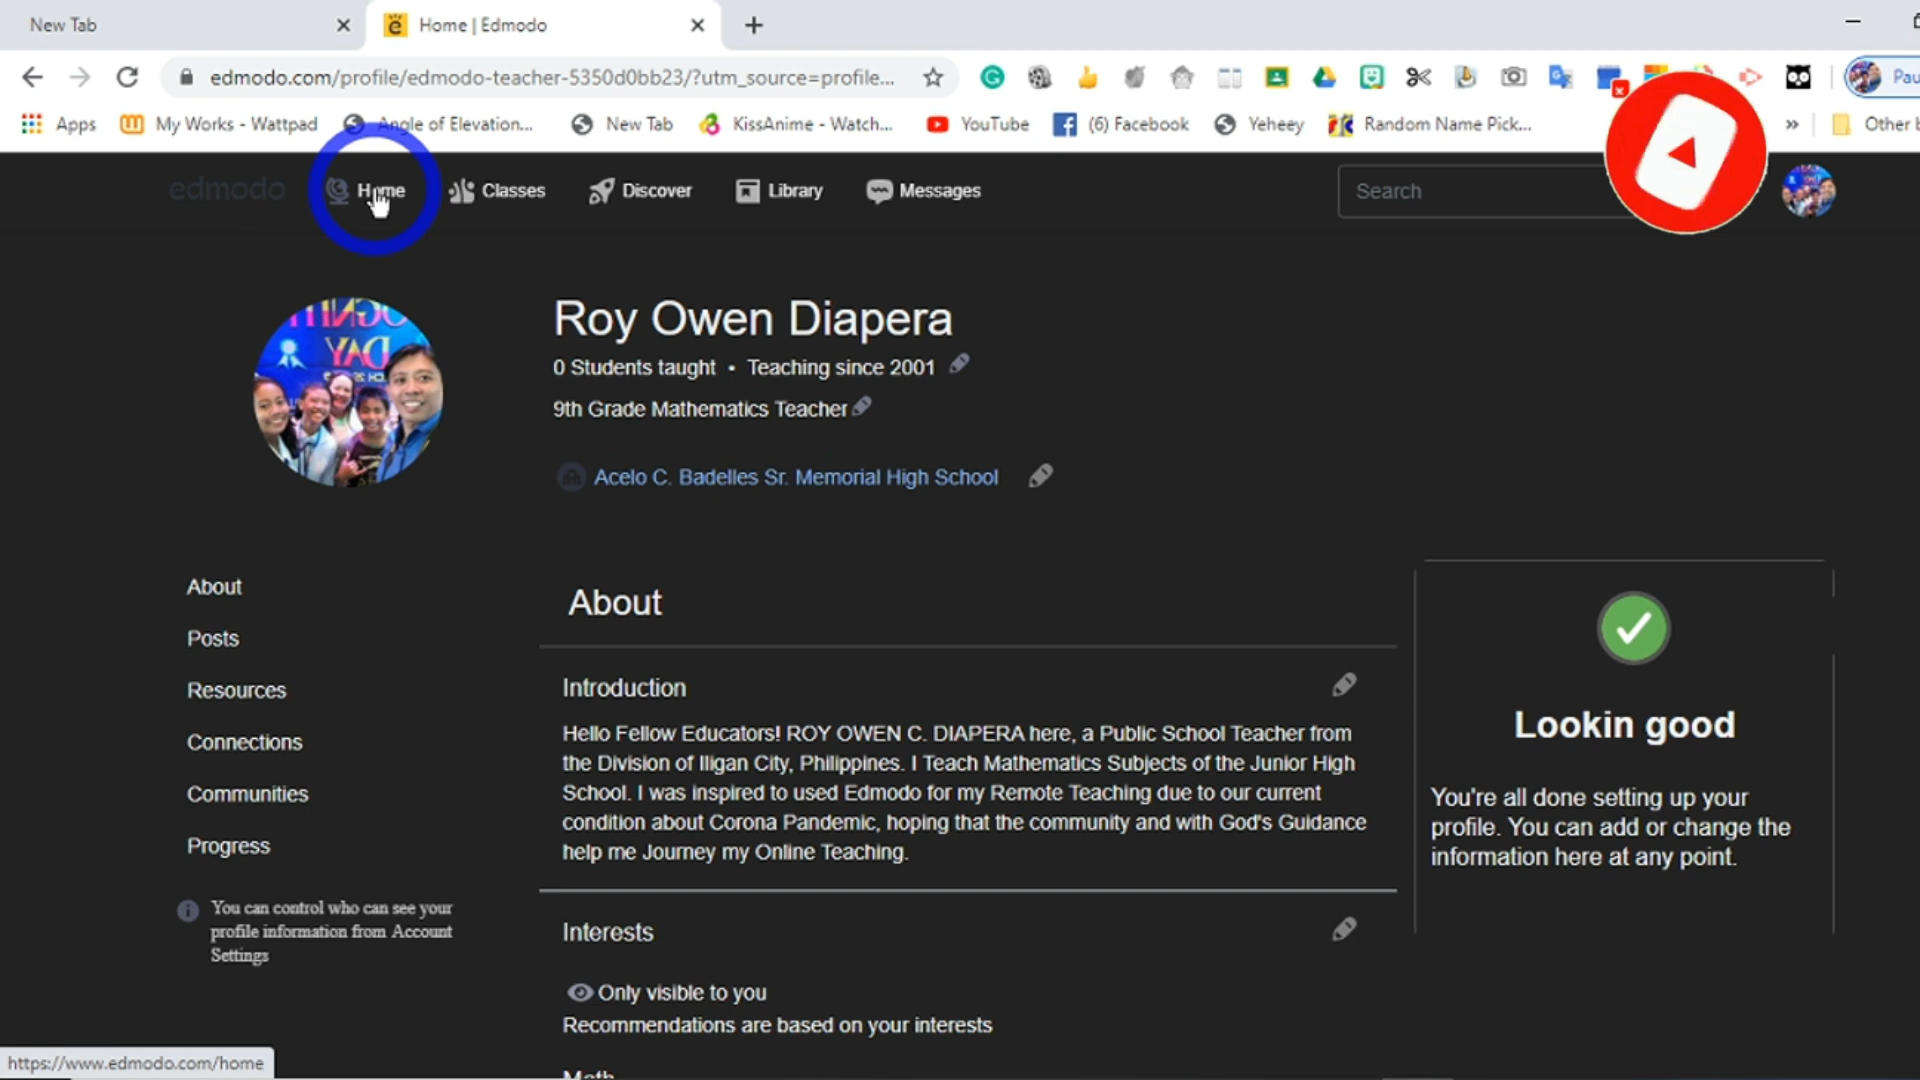 New Tab
Home | Edmodo
edmodo.com/profile/edmodo-teacher-5350d0bb23/?utm_source=profile...
Pau
Apps
My Works - Wattpad
Angle of Elevation...
New Tab
KissAnime - Watch...
YouTube
(6) Facebook
Yeheey
Random Name Pick...
»
Other b
edmodo
Home
Classes
Discover
Library
Messages
Search
Roy Owen Diapera
0 Students taught • Teaching since 2001
9th Grade Mathematics Teacher
Acelo C. Badelles Sr. Memorial High School
About
Posts
Resources
Connections
Communities
Progress
You can control who can see your
profile information from Account
Settings
About
Introduction
Hello Fellow Educators! ROY OWEN C. DIAPERA here, a Public School Teacher from
the Division of Iligan City, Philippines. I Teach Mathematics Subjects of the Junior High
School. I was inspired to used Edmodo for my Remote Teaching due to our current
condition about Corona Pandemic, hoping that the community and with God's Guidance
help me Journey my Online Teaching.
Interests
Only visible to you
Recommendations are based on your interests
Math
Lookin good
You're all done setting up your
profile. You can add or change the
information here at any point.
https://www.edmodo.com/home